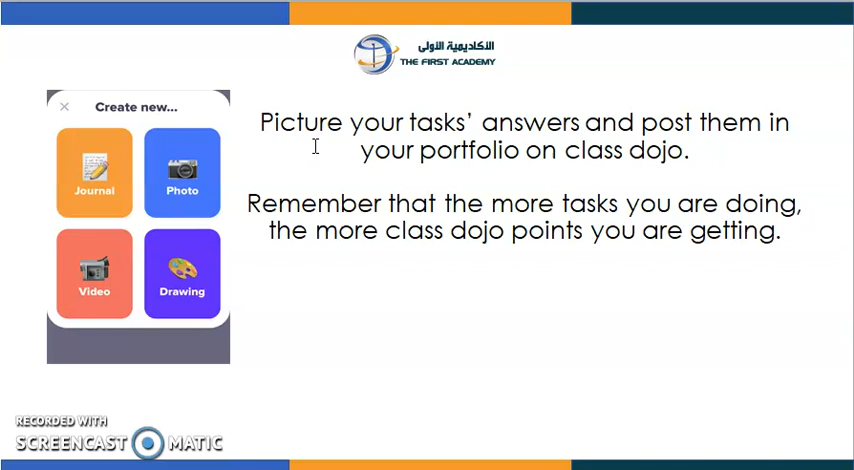 الأكاديمية الأولى
THE FIRST ACADEMY
Create new...
Journal
Photo
Video
Drawing
Picture your tasks' answers and post them in
your portfolio on class dojo.
Remember that the more tasks you are doing,
the more class dojo points you are getting.
RECORDED WITH
SCREENCAST MATIC